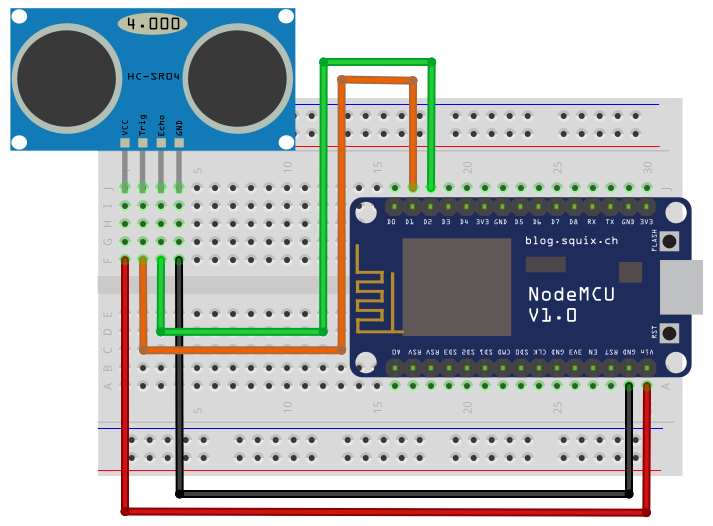 4.000
HC-SR04
VCC Trig Echo GND
5 10 15 20 25 30
J J
I
H
G
F
D0 D1 D2 D3 D4 3V3 GND D5 D6 D7 D8 RX TX GND 3V3
blog.squix.ch
FLASH
NodeMCU
V1.0
RST
E
D
C
B
A A
A0 RSV RSV SD3 SD2 SD1 CMD SD0 CLK GND 3V3 EN RST GND Vin
5 10 15 20 25 30